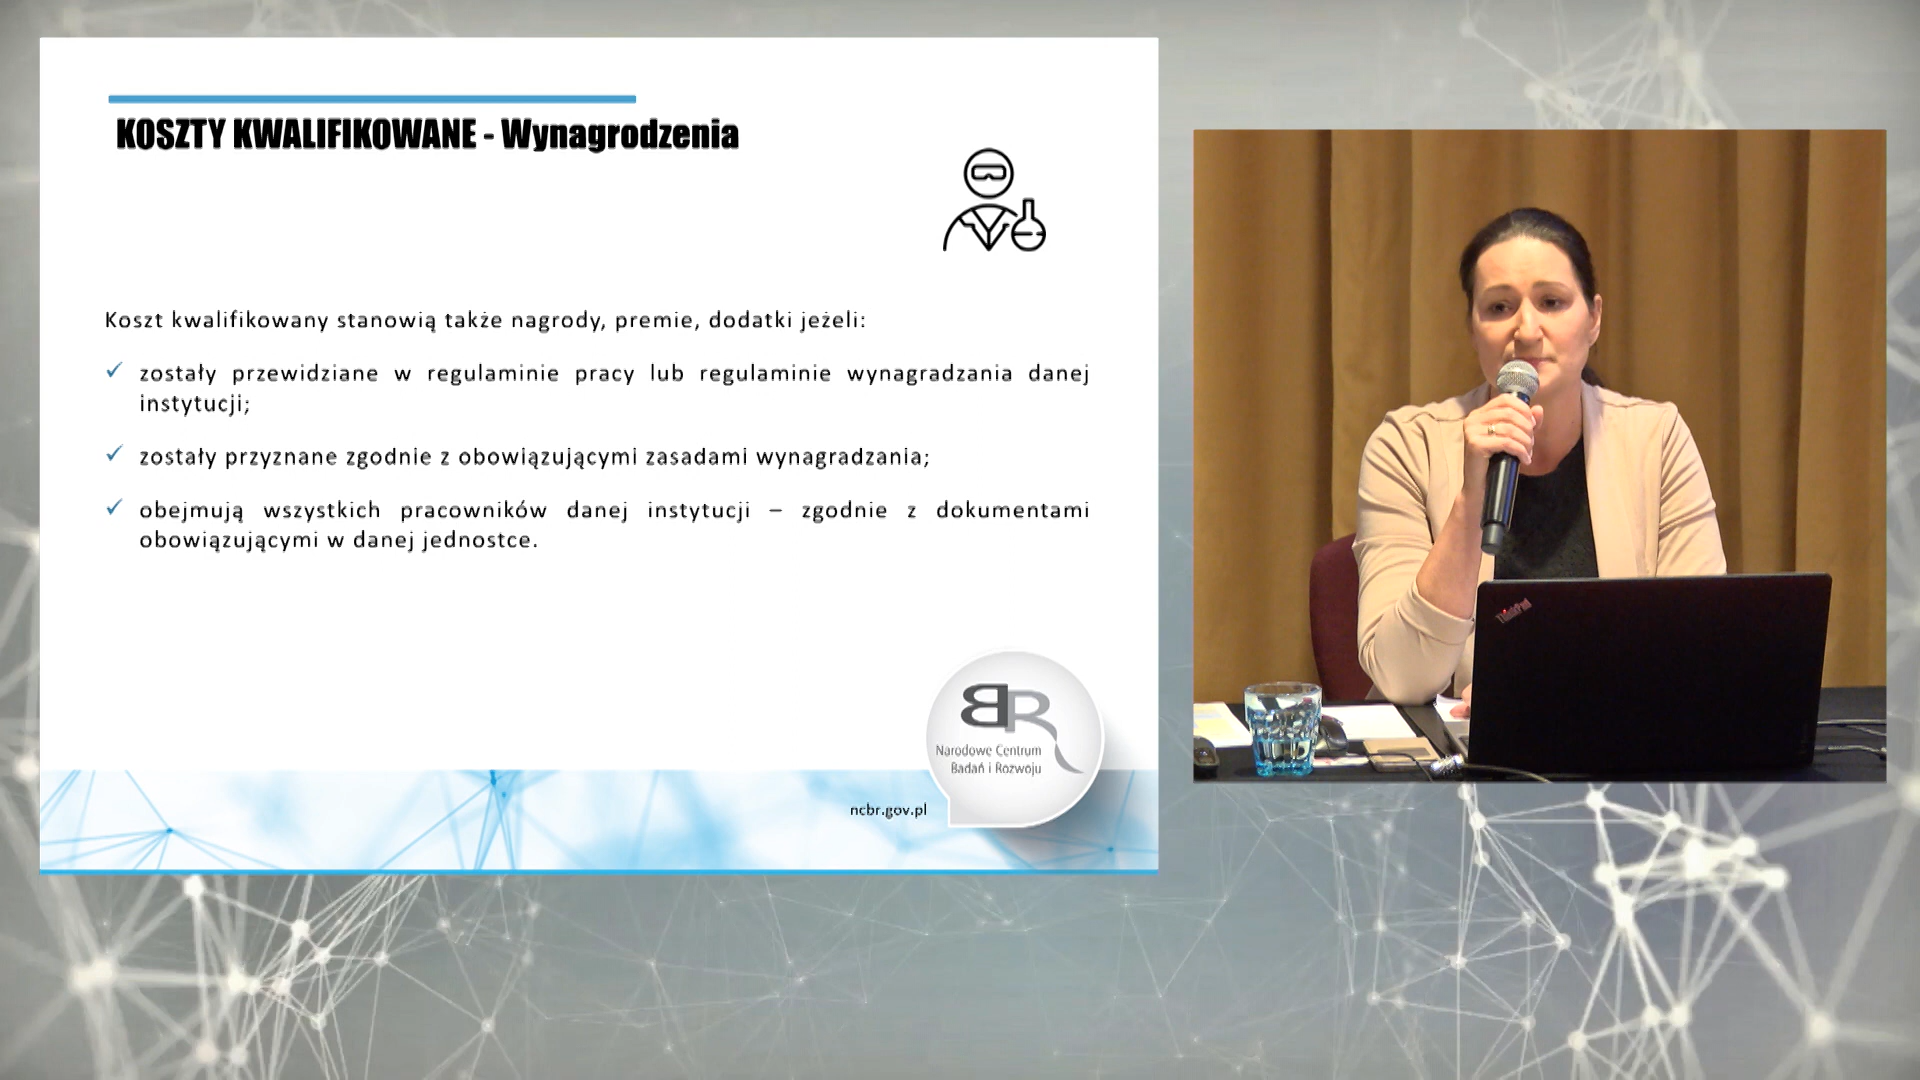 KOSZTY KWALIFIKOWANE - Wynagrodzenia
Koszt kwalifikowany stanowią także nagrody, premie, dodatki jeżeli:
✓ zostały przewidziane w regulaminie pracy lub regulaminie wynagradzania danej
instytucji;
✓ zostały przyznane zgodnie z obowiązującymi zasadami wynagradzania;
✓ obejmują wszystkich pracowników danej instytucji – zgodnie z dokumentami
obowiązującymi w danej jednostce.
BR
Narodowe Centrum
Badań i Rozwoju
ncbr.gov.pl
ThinkPad